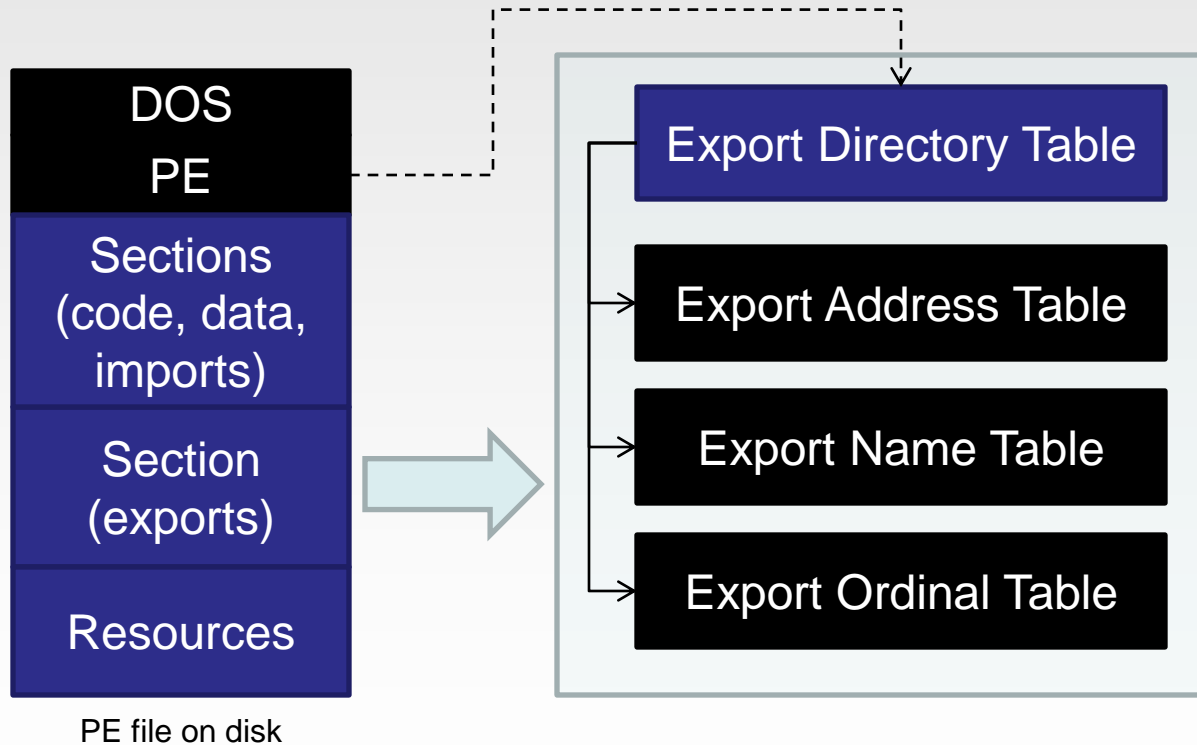 DOS
PE
Sections
(code, data,
imports)
Section
(exports)
Resources
PE file on disk
Export Directory Table
Export Address Table
Export Name Table
Export Ordinal Table